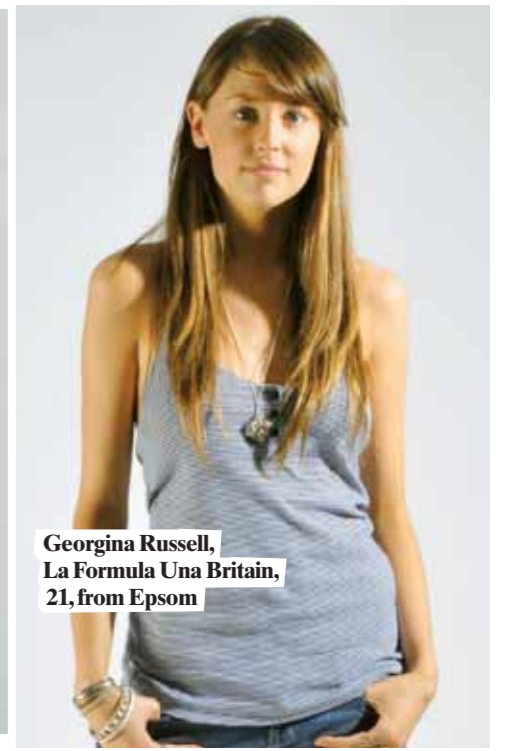 Georgina Russell,
La Formula Una Britain,
21, from Epsom